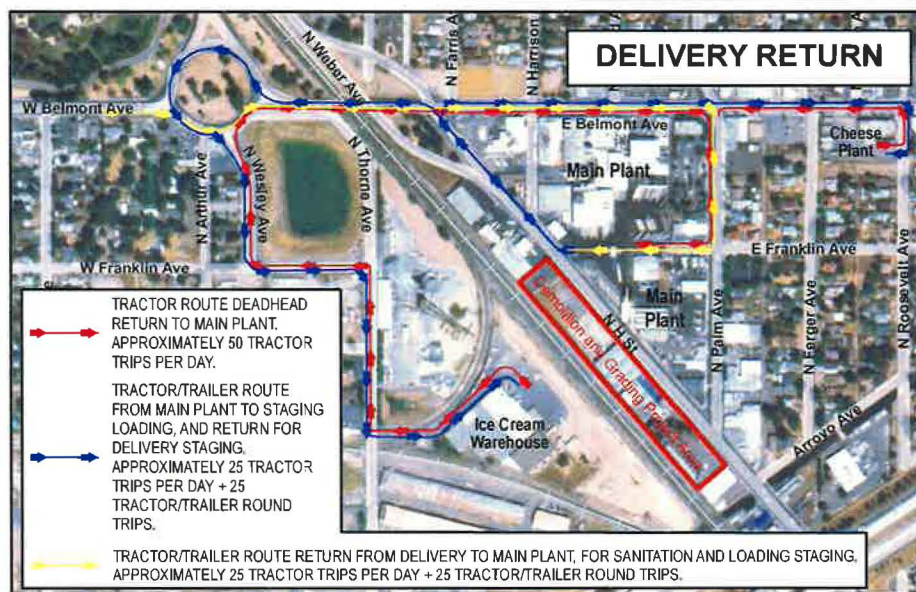 DELIVERY RETURN
N Weber Ave
N Farris A
N Harrison
W Belmont Ave
E Belmont Ave
Cheese
Plant
Main Plant
N Arthur Ave
N Wesley Ave
N Thorne Ave
W Franklin Ave
E Franklin Ave
Main
Plant
N H St
Demolition and Grading Project Here
N Palm Ave
N Ferger Ave
N Roosevelt Ave
Arroyo Ave
Ice Cream
Warehouse
TRACTOR ROUTE DEADHEAD
RETURN TO MAIN PLANT.
APPROXIMATELY 50 TRACTOR
TRIPS PER DAY.
TRACTOR/TRAILER ROUTE
FROM MAIN PLANT TO STAGING
LOADING, AND RETURN FOR
DELIVERY STAGING.
APPROXIMATELY 25 TRACTOR
TRIPS PER DAY + 25
TRACTOR/TRAILER ROUND
TRIPS.
TRACTOR/TRAILER ROUTE RETURN FROM DELIVERY TO MAIN PLANT, FOR SANITATION AND LOADING STAGING,
APPROXIMATELY 25 TRACTOR TRIPS PER DAY + 25 TRACTOR/TRAILER ROUND TRIPS.